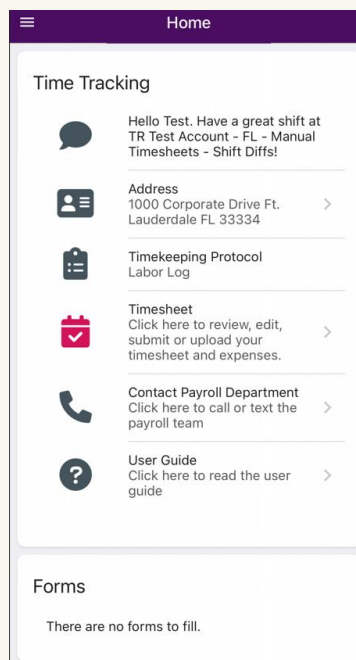 Home
Time Tracking
Hello Test. Have a great shift at
TR Test Account - FL - Manual
Timesheets - Shift Diffs!
Address
1000 Corporate Drive Ft.
Lauderdale FL 33334
Timekeeping Protocol
Labor Log
Timesheet
Click here to review, edit,
submit or upload your
timesheet and expenses.
Contact Payroll Department
Click here to call or text the
payroll team
User Guide
Click here to read the user
guide
Forms
There are no forms to fill.